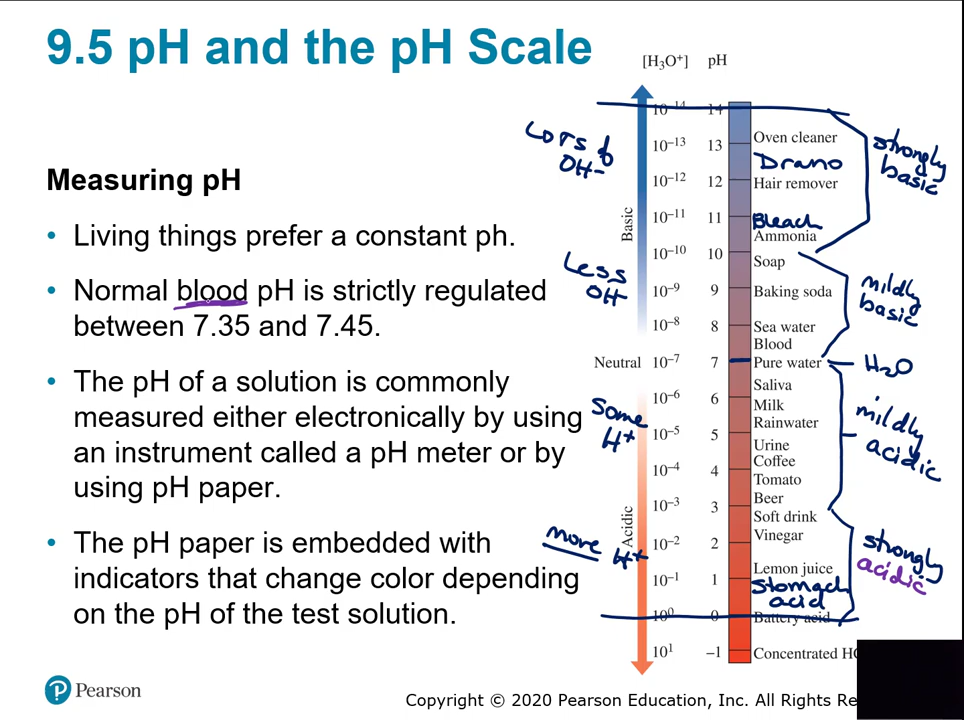 9.5 pH and the pH Scale
Measuring pH
• Living things prefer a constant ph.
• Normal blood pH is strictly regulated
between 7.35 and 7.45.
• The pH of a solution is commonly
measured either electronically by using
an instrument called a pH meter or by
using pH paper.
• The pH paper is embedded with
indicators that change color depending
on the pH of the test solution.
[H₃O⁺] pH
10⁻¹⁴ 14
Oven cleaner
10⁻¹³ 13
Drano
10⁻¹² 12 Hair remover
10⁻¹¹ 11 Bleach
Ammonia
10⁻¹⁰ 10 Soap
10⁻⁹ 9 Baking soda
10⁻⁸ 8 Sea water
Blood
Neutral 10⁻⁷ 7 Pure water
Saliva
10⁻⁶ 6 Milk
Rainwater
10⁻⁵ 5 Urine
Coffee
10⁻⁴ 4 Tomato
Beer
10⁻³ 3 Soft drink
Vinegar
10⁻² 2
Lemon juice
10⁻¹ 1 Stomach
acid
10⁰ 0 Battery acid
10¹ –1 Concentrated
Basic
Acidic
Lots of
OH-
Less
OH-
Some
H+
more H+
strongly
basic
mildly
basic
H2O
mildly
acidic
strongly
acidic
Pearson
Copyright © 2020 Pearson Education, Inc. All Rights